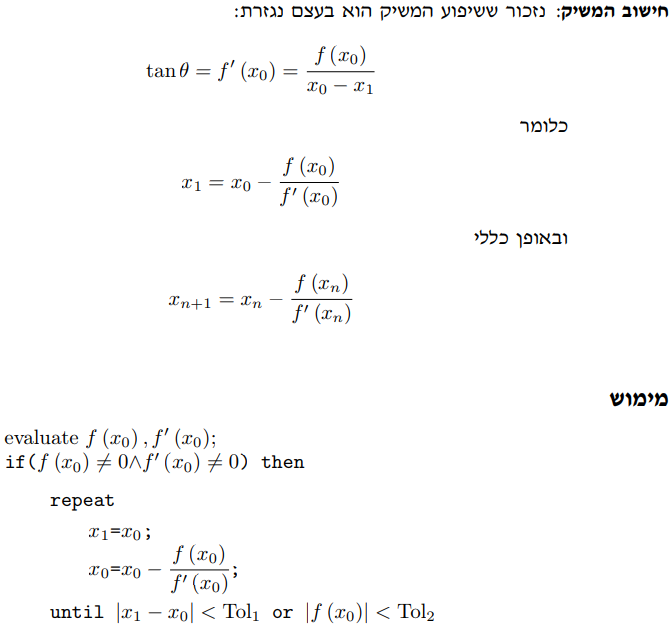 חישוב המשיק: נזכור ששיפוע המשיק הוא בעצם נגזרת:
tan θ = f′ (x₀) = f (x₀) / (x₀ − x₁)
כלומר
x₁ = x₀ − f (x₀) / f′ (x₀)
ובאופן כללי
xₙ₊₁ = xₙ − f (xₙ) / f′ (xₙ)
מימוש
evaluate f (x₀) , f′ (x₀);
if(f (x₀) ≠ 0∧f′ (x₀) ≠ 0) then
repeat
x₁=x₀;
x₀=x₀ − f (x₀) / f′ (x₀);
until |x₁ − x₀| < Tol₁ or |f (x₀)| < Tol₂